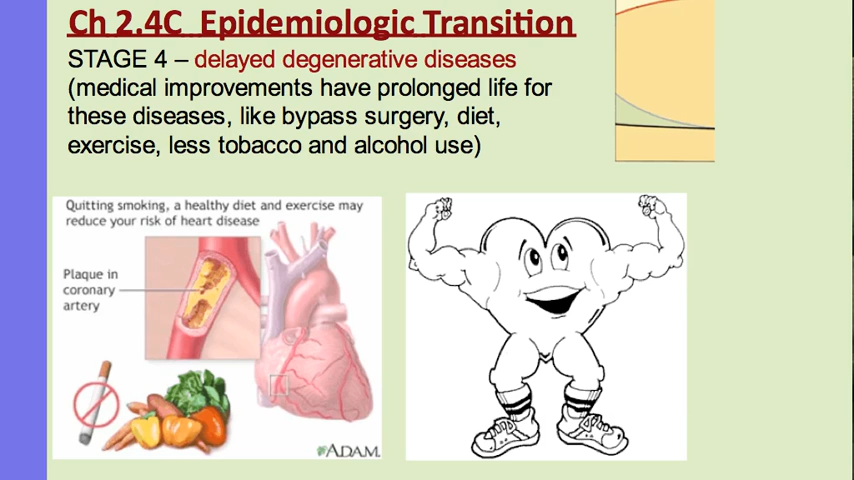 Ch 2.4C  Epidemiologic Transition
STAGE 4 – delayed degenerative diseases
(medical improvements have prolonged life for
these diseases, like bypass surgery, diet,
exercise, less tobacco and alcohol use)
Quitting smoking, a healthy diet and exercise may
reduce your risk of heart disease
Plaque in
coronary
artery
ADAM.